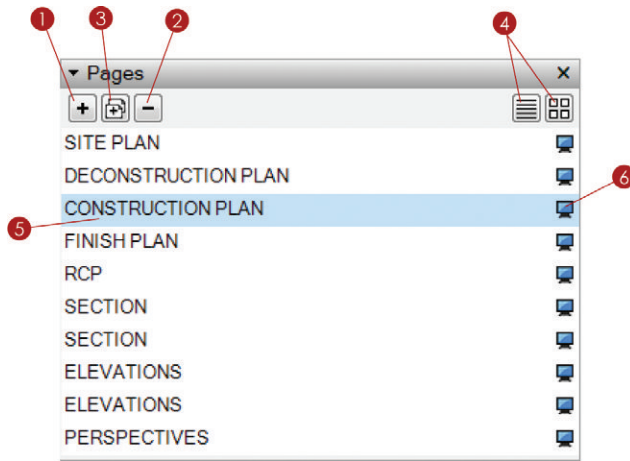 1 3 2 4
Pages
SITE PLAN
DECONSTRUCTION PLAN
CONSTRUCTION PLAN
6
5
FINISH PLAN
RCP
SECTION
SECTION
ELEVATIONS
ELEVATIONS
PERSPECTIVES